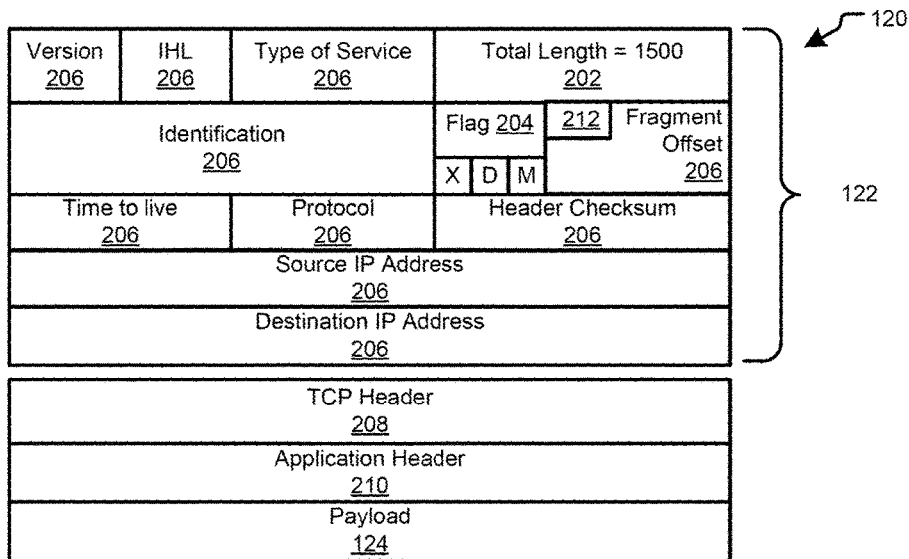 120
Version IHL Type of Service Total Length = 1500
206 206 206 202
Identification
206
Flag 204 212 Fragment
Offset
206
X D M
Time to live Protocol Header Checksum
206 206 206
122
Source IP Address
206
Destination IP Address
206
TCP Header
208
Application Header
210
Payload
124